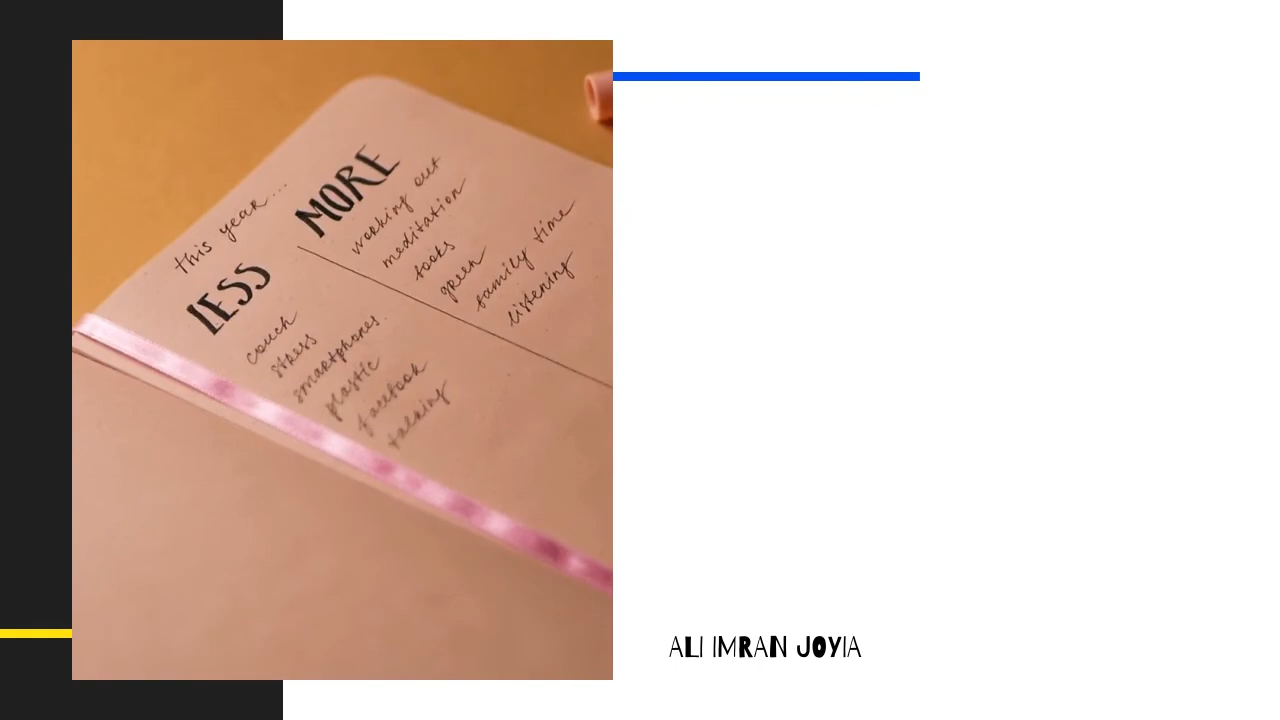 this year...
LESS
couch
stress
smartphones
plastic
facebook
talking
MORE
working out
meditation
books
green
family time
listening
ALI IMRAN JOYIA